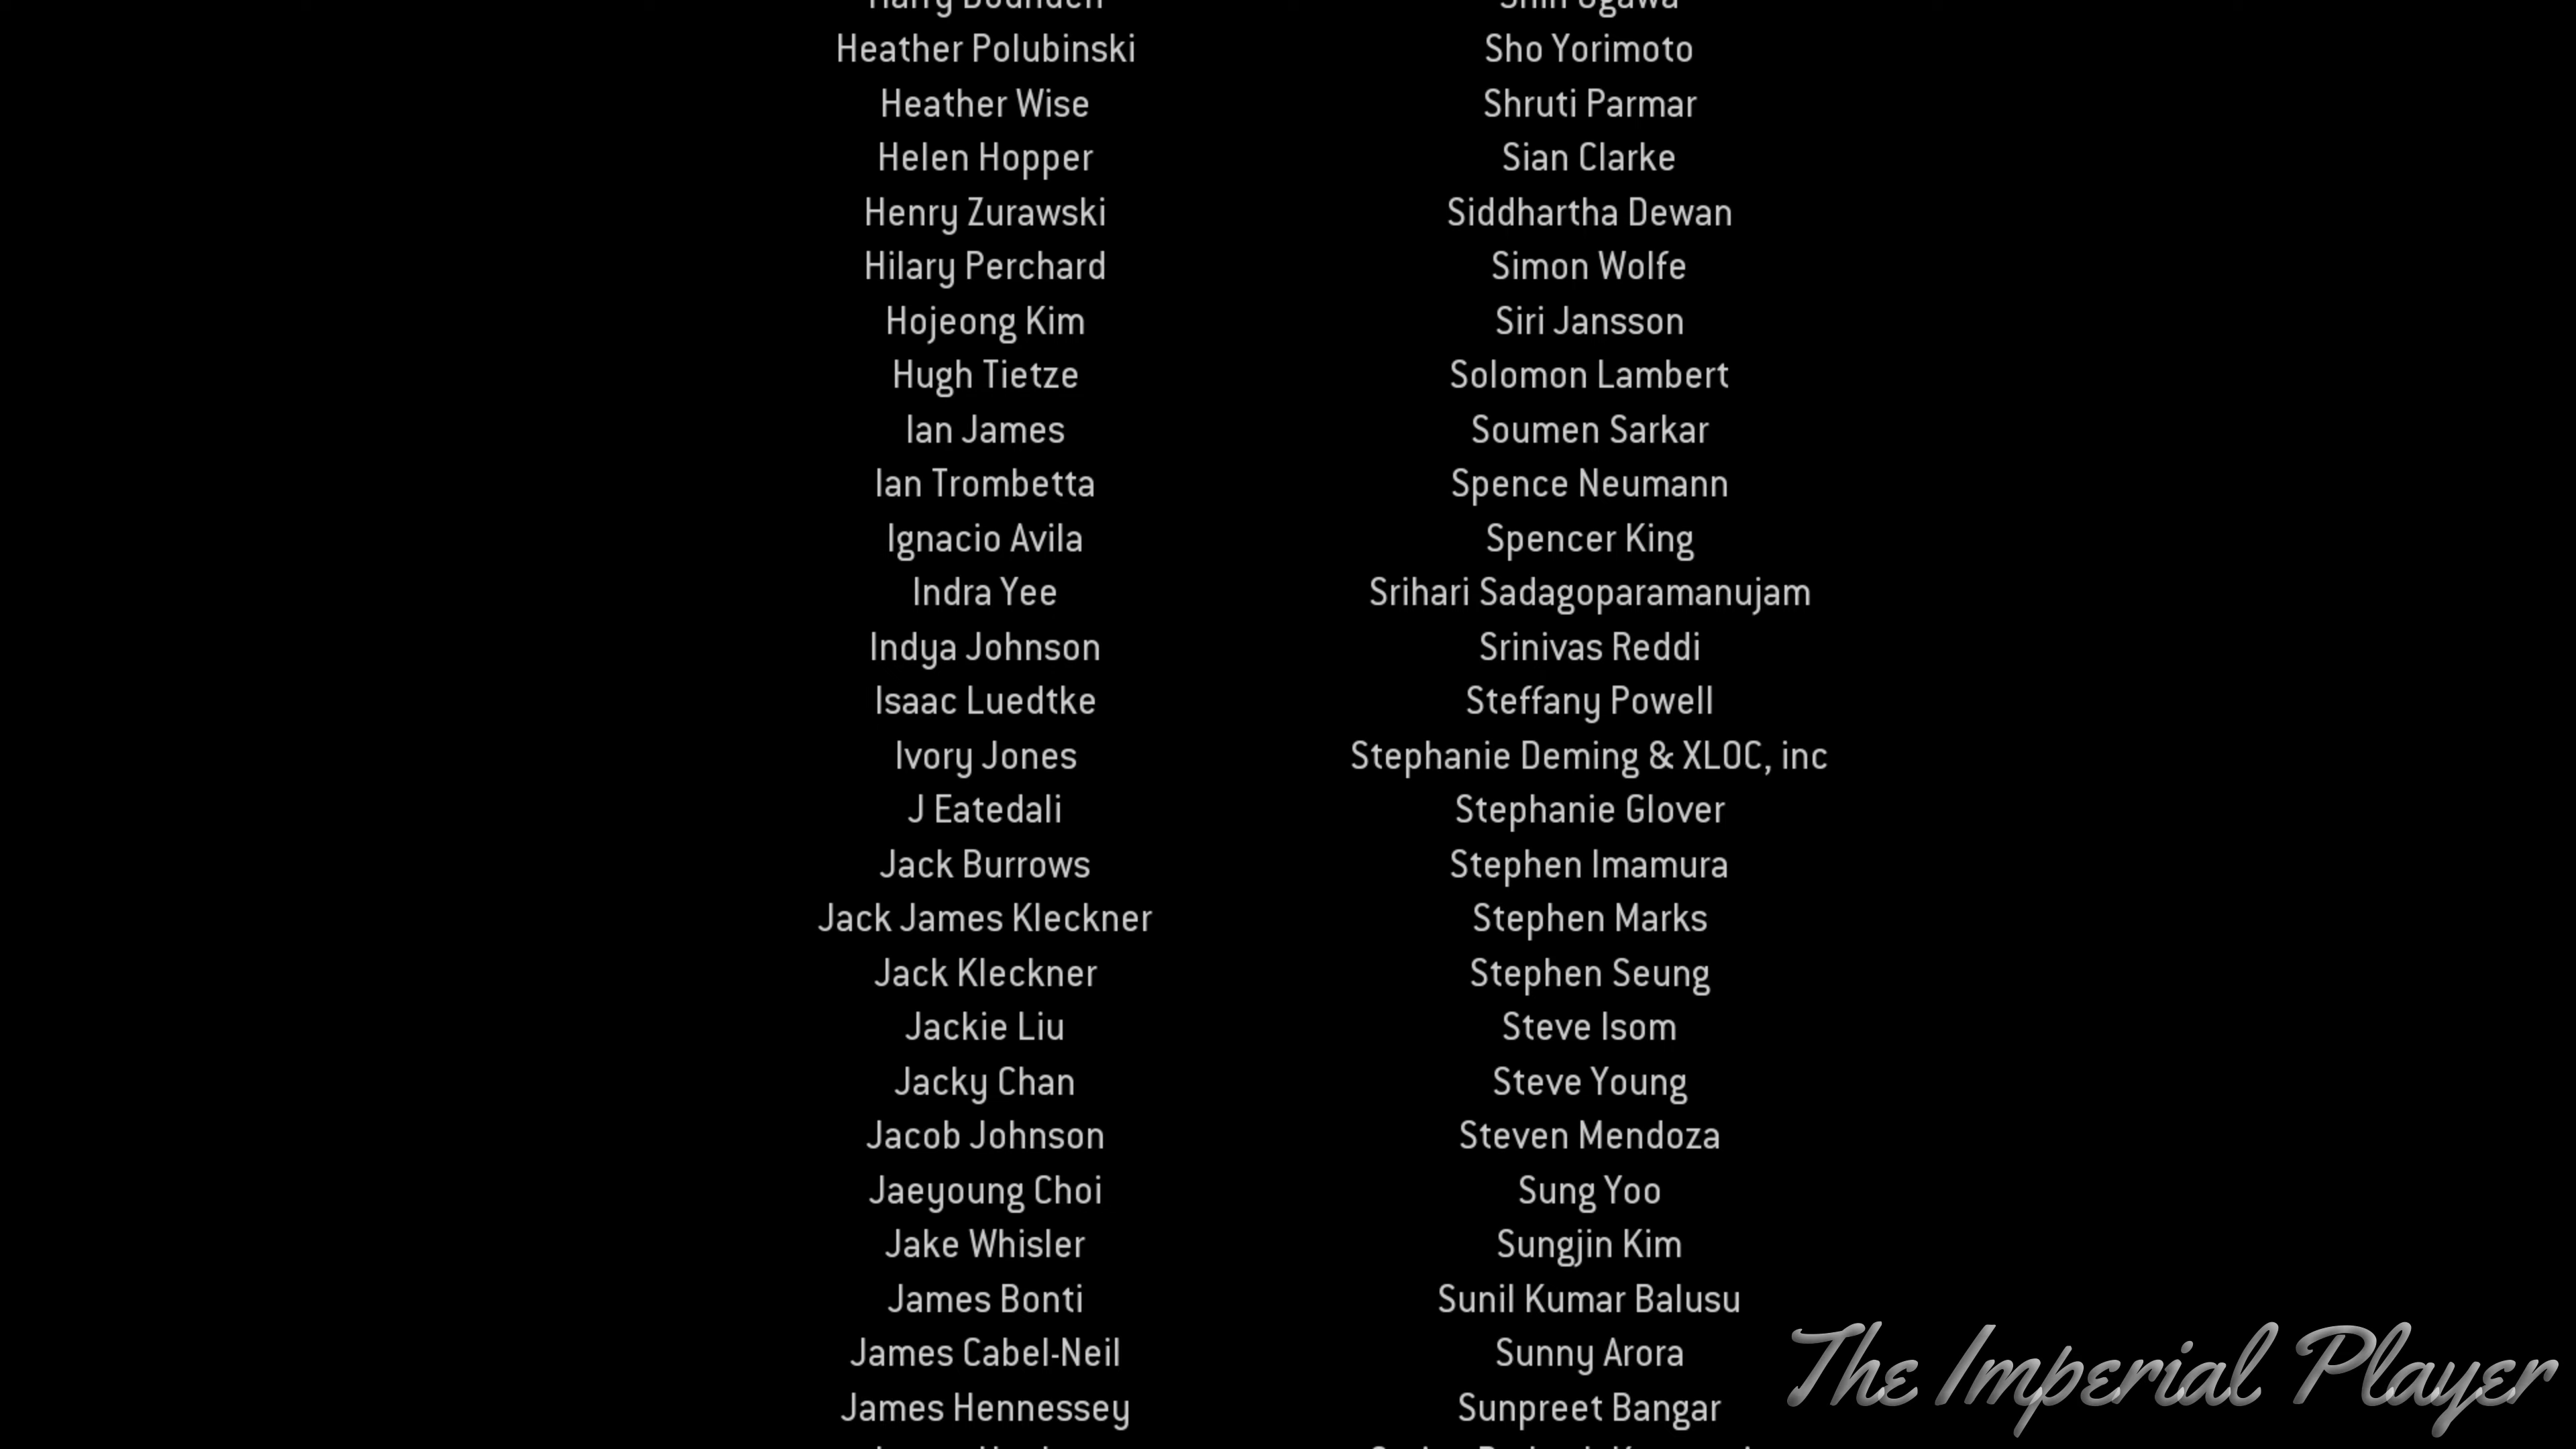 Heather Polubinski
Heather Wise
Helen Hopper
Henry Zurawski
Hilary Perchard
Hojeong Kim
Hugh Tietze
Ian James
Ian Trombetta
Ignacio Avila
Indra Yee
Indya Johnson
Isaac Luedtke
Ivory Jones
J Eatedali
Jack Burrows
Jack James Kleckner
Jack Kleckner
Jackie Liu
Jacky Chan
Jacob Johnson
Jaeyoung Choi
Jake Whisler
James Bonti
James Cabel-Neil
James Hennessey
Sho Yorimoto
Shruti Parmar
Sian Clarke
Siddhartha Dewan
Simon Wolfe
Siri Jansson
Solomon Lambert
Soumen Sarkar
Spence Neumann
Spencer King
Srihari Sadagoparamanujam
Srinivas Reddi
Steffany Powell
Stephanie Deming & XLOC, inc
Stephanie Glover
Stephen Imamura
Stephen Marks
Stephen Seung
Steve Isom
Steve Young
Steven Mendoza
Sung Yoo
Sungjin Kim
Sunil Kumar Balusu
Sunny Arora
Sunpreet Bangar
The Imperial Player